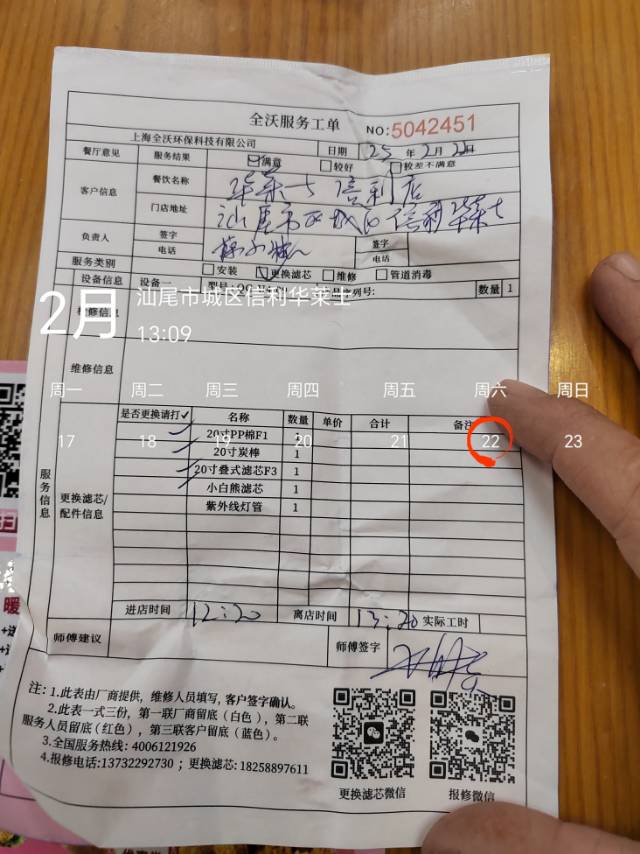 全沃服务工单
NO:5042451
上海全沃环保科技有限公司
日期 25 年 2 月 22日
餐厅意见 服务结果 满意 较好 较差不满意
客户信息 餐饮名称 华莱士 信利店
门店地址 汕尾市 城区 信利华莱士
负责人 签字 签字
电话 电话
服务类别 安装 更换滤芯 维修 管道消毒
设备信息 设备 序列号: 数量 1
2月
汕尾市城区信利华莱士
13:09
维修信息
周一 周二 周三 周四 周五 周六 周日
17 18 19 20 21 22 23
服务信息
更换滤芯/配件信息
是否更换请打✓ 名称 数量 单价 合计 备注
20寸PP棉F1
20寸炭棒 1
20寸叠式滤芯F3 1
小白熊滤芯 1
紫外线灯管 1
进店时间 12:20 离店时间 13:20 实际工时
师傅建议 师傅签字
注: 1.此表由厂商提供，维修人员填写，客户签字确认。
2.此表一式三份，第一联厂商留底（白色），第二联
服务人员留底(红色)，第三联客户留底（蓝色）。
3.全国服务热线: 4006121926
4.报修电话:13732292730 ；更换滤芯: 18258897611
更换滤芯微信
报修微信